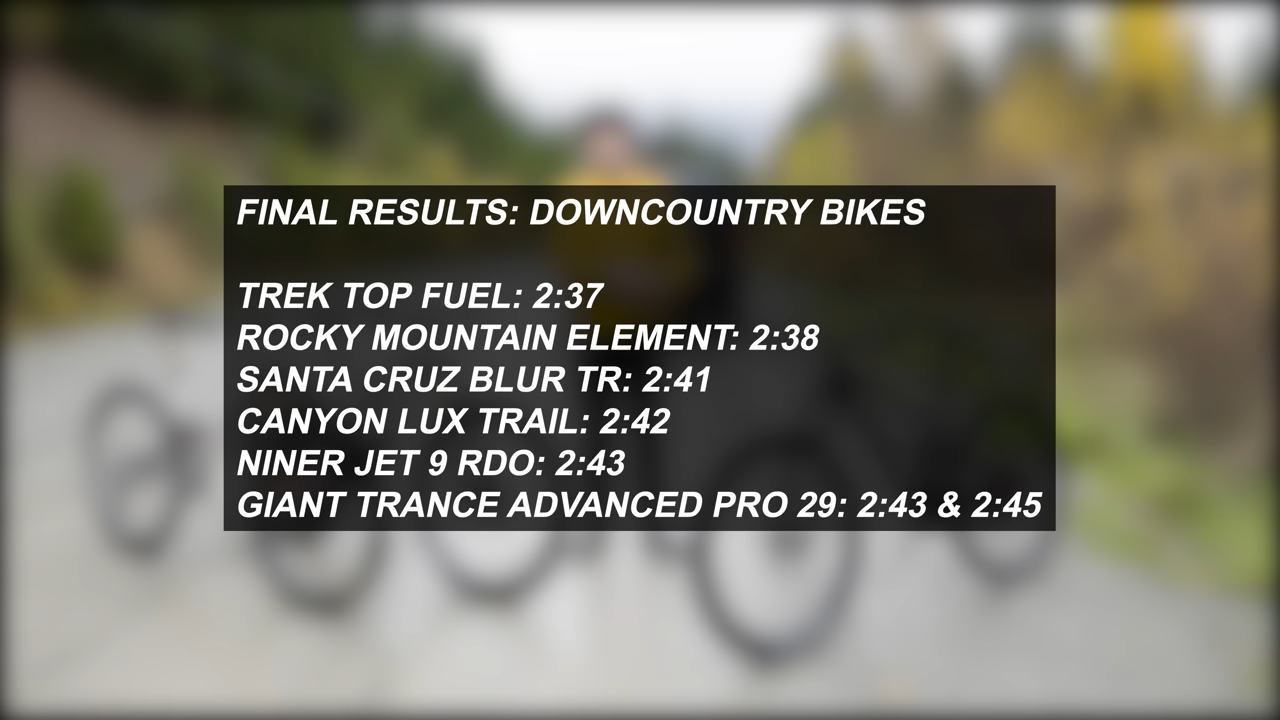 FINAL RESULTS: DOWNCOUNTRY BIKES
TREK TOP FUEL: 2:37
ROCKY MOUNTAIN ELEMENT: 2:38
SANTA CRUZ BLUR TR: 2:41
CANYON LUX TRAIL: 2:42
NINER JET 9 RDO: 2:43
GIANT TRANCE ADVANCED PRO 29: 2:43 & 2:45